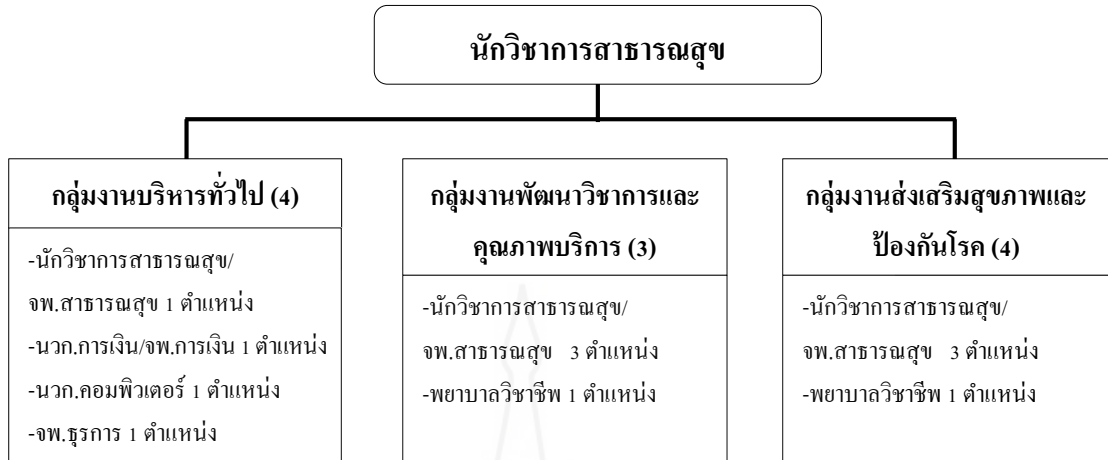 นักวิชาการสาธารณสุข
กลุ่มงานบริหารทั่วไป (4)
-นักวิชาการสาธารณสุข/
จพ.สาธารณสุข 1 ตำแหน่ง
-นวก.การเงิน/จพ.การเงิน 1 ตำแหน่ง
-นวก.คอมพิวเตอร์ 1 ตำแหน่ง
-จพ.ธุรการ 1 ตำแหน่ง
กลุ่มงานพัฒนาวิชาการและ
คุณภาพบริการ (3)
-นักวิชาการสาธารณสุข/
จพ.สาธารณสุข 3 ตำแหน่ง
-พยาบาลวิชาชีพ 1 ตำแหน่ง
กลุ่มงานส่งเสริมสุขภาพและ
ป้องกันโรค (4)
-นักวิชาการสาธารณสุข/
จพ.สาธารณสุข 3 ตำแหน่ง
-พยาบาลวิชาชีพ 1 ตำแหน่ง